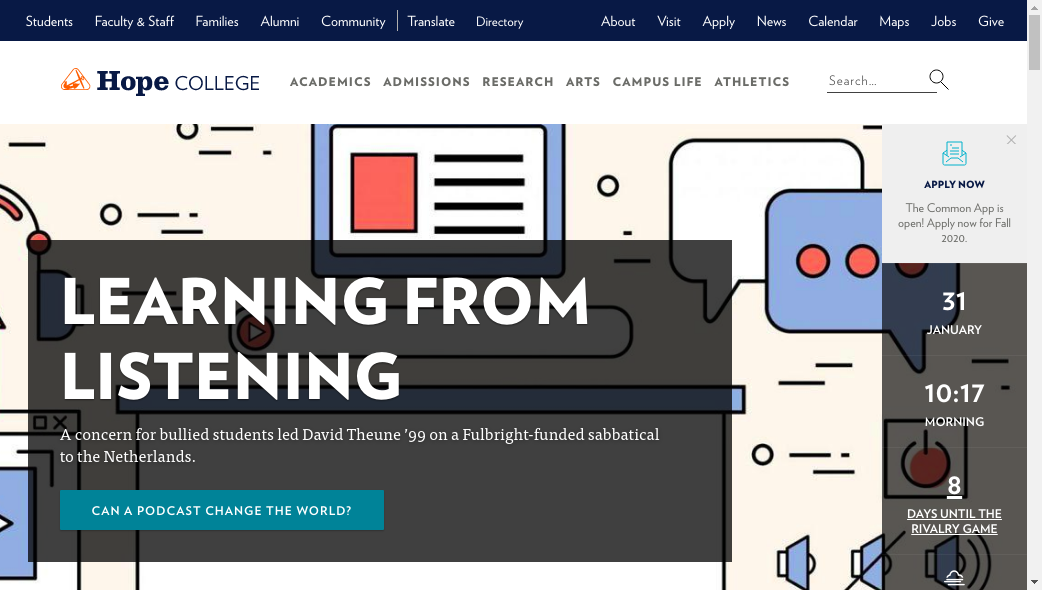 Students Faculty & Staff Families Alumni Community Translate Directory About Visit Apply News Calendar Maps Jobs Give
Hope COLLEGE ACADEMICS ADMISSIONS RESEARCH ARTS CAMPUS LIFE ATHLETICS Search...
APPLY NOW
The Common App is
open! Apply now for Fall
2020.
LEARNING FROM
LISTENING
A concern for bullied students led David Theune '99 on a Fulbright-funded sabbatical
to the Netherlands.
CAN A PODCAST CHANGE THE WORLD?
31
JANUARY
10:17
MORNING
8
DAYS UNTIL THE
RIVALRY GAME